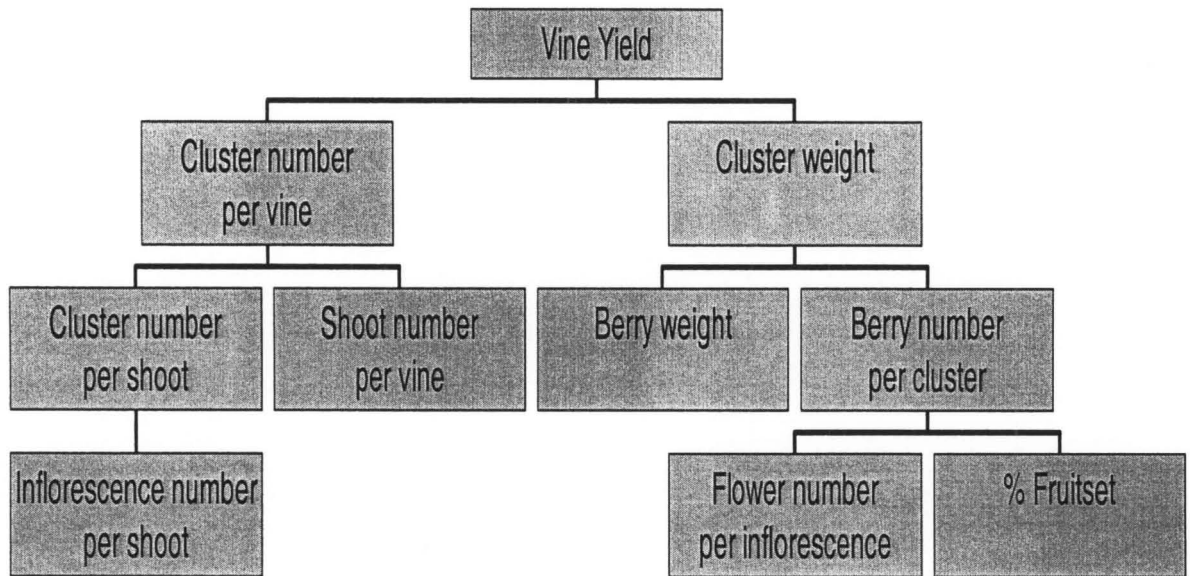 Vine Yield
Cluster number
per vine
Cluster weight
Cluster number
per shoot
Shoot number
per vine
Berry weight
Berry number
per cluster
Inflorescence number
per shoot
Flower number
per inflorescence
% Fruitset